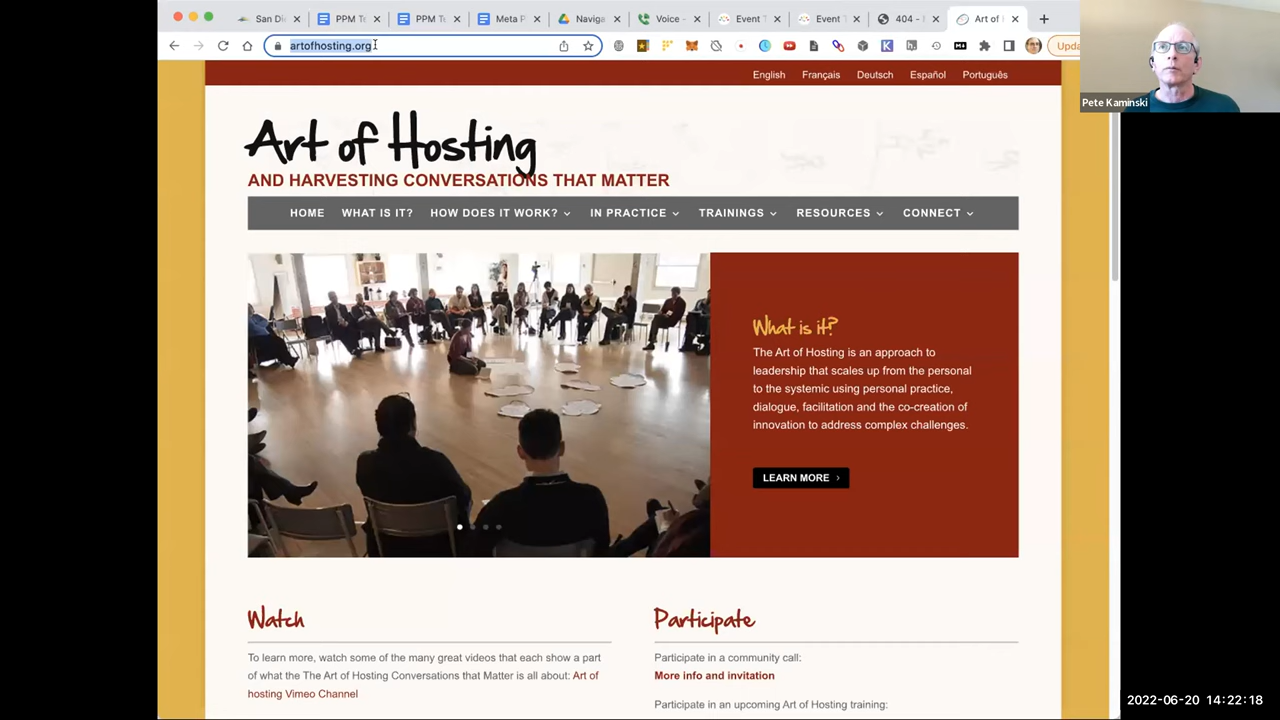 San Di
PPM To
PPM To
Meta P
Naviga
Voice -
Event T
Event T
404 -
Art of
artofhosting.org
Upda
Pete Kaminski
English Français Deutsch Español Português
Art of Hosting
AND HARVESTING CONVERSATIONS THAT MATTER
HOME WHAT IS IT? HOW DOES IT WORK? IN PRACTICE TRAININGS RESOURCES CONNECT
What is it?
The Art of Hosting is an approach to
leadership that scales up from the personal
to the systemic using personal practice,
dialogue, facilitation and the co-creation of
innovation to address complex challenges.
LEARN MORE
Watch
To learn more, watch some of the many great videos that each show a part
of what the The Art of Hosting Conversations that Matter is all about: Art of
hosting Vimeo Channel
Participate
Participate in a community call:
More info and invitation
Participate in an upcoming Art of Hosting training:
2022-06-20 14:22:18